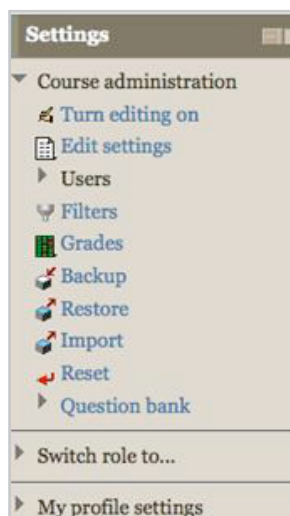 Settings
Course administration
Turn editing on
Edit settings
Users
Filters
Grades
Backup
Restore
Import
Reset
Question bank
Switch role to...
My profile settings